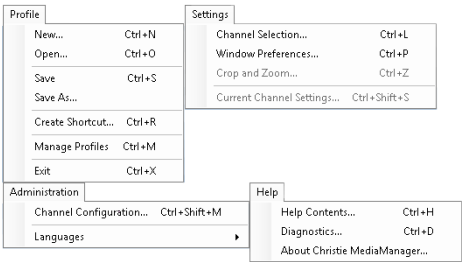 Profile
New... Ctrl+N
Open... Ctrl+O
Save Ctrl+S
Save As...
Create Shortcut... Ctrl+R
Manage Profiles Ctrl+M
Exit Ctrl+X
Settings
Channel Selection... Ctrl+L
Window Preferences... Ctrl+P
Crop and Zoom... Ctrl+Z
Current Channel Settings... Ctrl+Shift+S
Administration
Channel Configuration... Ctrl+Shift+M
Languages
Help
Help Contents... Ctrl+H
Diagnostics... Ctrl+D
About Christie MediaManager...